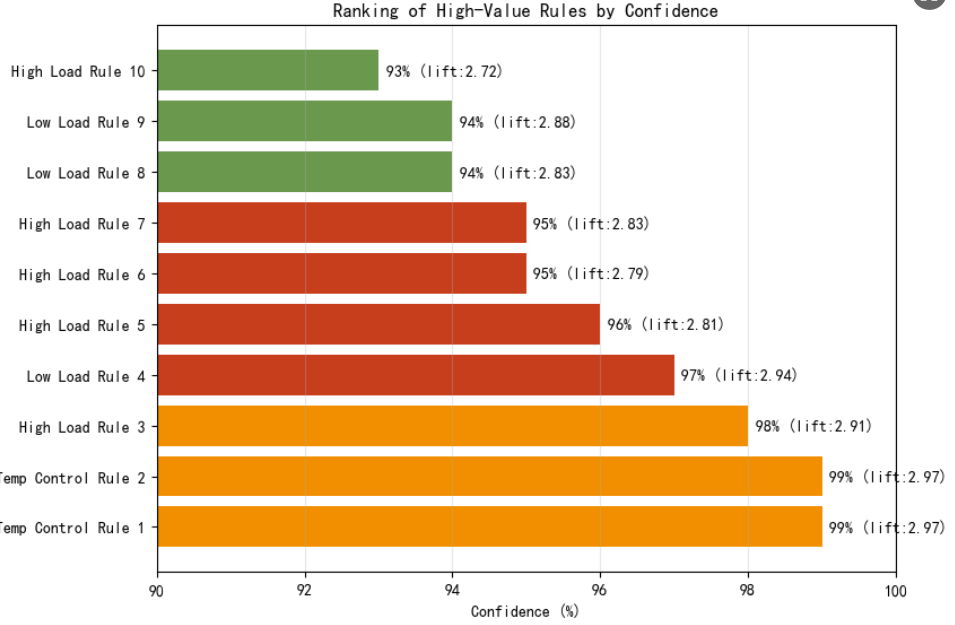 Ranking of High-Value Rules by Confidence
High Load Rule 10 93% (lift:2.72)
Low Load Rule 9 94% (lift:2.88)
Low Load Rule 8 94% (lift:2.83)
High Load Rule 7 95% (lift:2.83)
High Load Rule 6 95% (lift:2.79)
High Load Rule 5 96% (lift:2.81)
Low Load Rule 4 97% (lift:2.94)
High Load Rule 3 98% (lift:2.91)
Temp Control Rule 2 99% (lift:2.97)
Temp Control Rule 1 99% (lift:2.97)
90 92 94 96 98 100
Confidence (%)